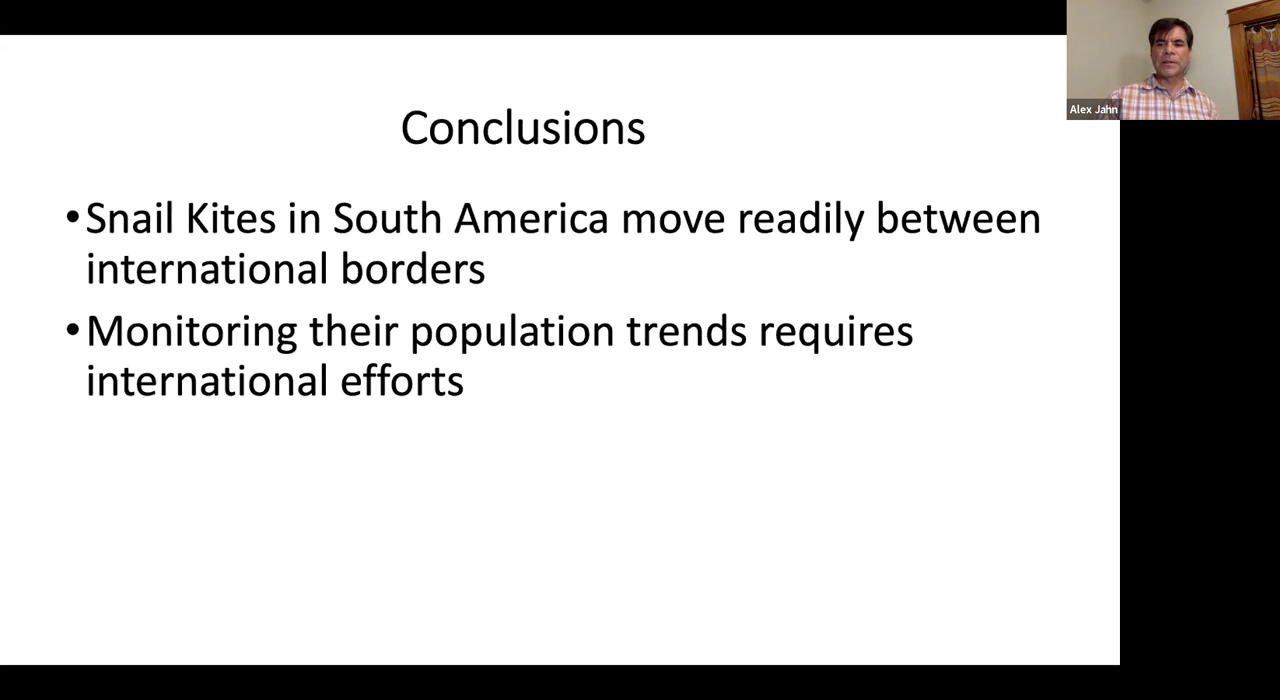 Alex Jahn
Conclusions
•Snail Kites in South America move readily between
international borders
•Monitoring their population trends requires
international efforts